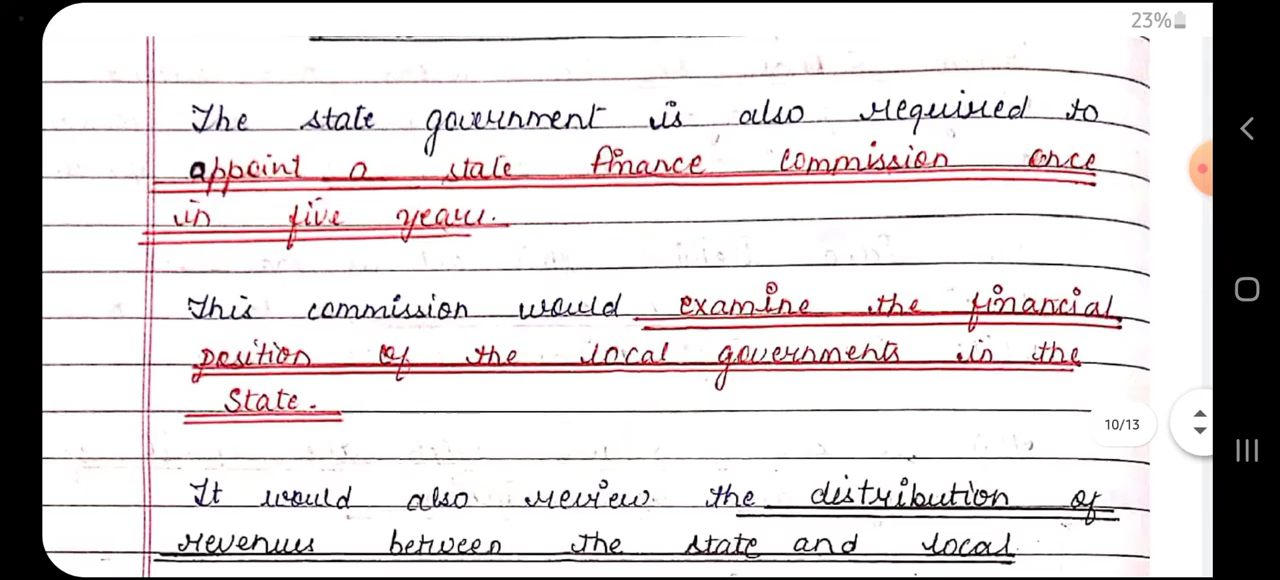 23%
The state government is also required to
appoint a state finance commission once
in five years.
This commission would examine the financial
position of the local governments in the
State.
10/13
It would also review the distribution of
revenues between the state and local